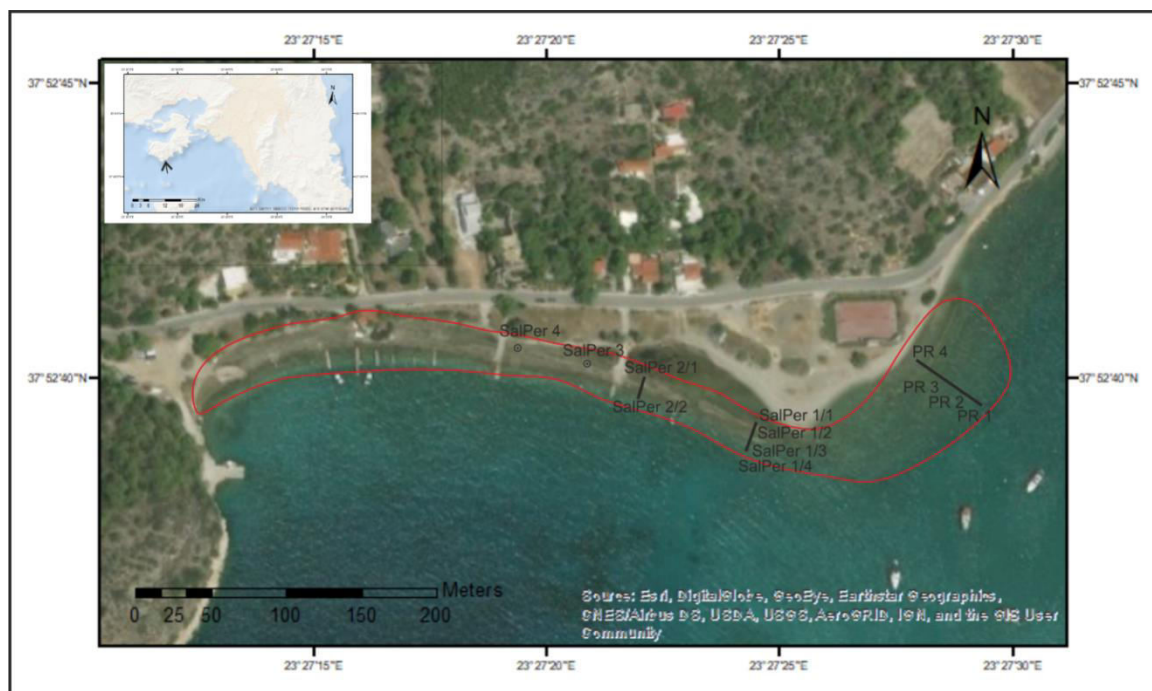 23°27'15"E 23°27'20"E 23°27'25"E 23°27'30"E
37°52'45"N 37°52'45"N
N
N
SalPer 4
SalPer 3
SalPer 2/1
SalPer 2/2
PR 4
PR 3
PR 2
PR 1
37°52'40"N 37°52'40"N
SalPer 1/1
SalPer 1/2
SalPer 1/3
SalPer 1/4
Meters
0 25 50 100 150 200
Source: Esri, DigitalGlobe, GeoEye, Earthstar Geographics,
CNES/Airbus DS, USDA, USGS, AeroGRID, IGN, and the GIS User
Community
23°27'15"E 23°27'20"E 23°27'25"E 23°27'30"E